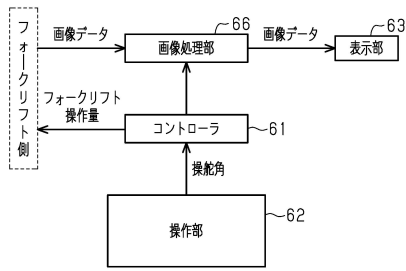 フォークリフト側
画像データ
画像処理部
66
画像データ
表示部
63
フォークリフト
操作量
コントローラ
61
操舵角
操作部
62